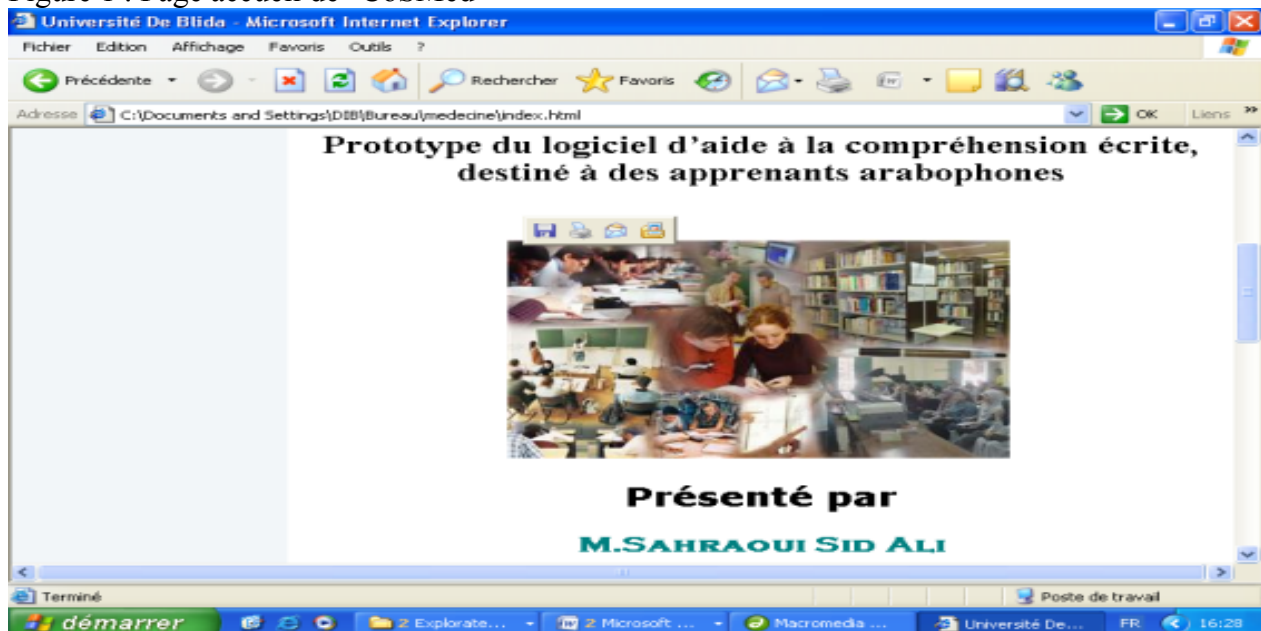 Université De Blida - Microsoft Internet Explorer
Fichier Edition Affichage Favoris Outils ?
Précédente Rechercher Favoris
Adresse C:\Documents and Settings\DIB\Bureau\medecine\index.html OK Liens »
Prototype du logiciel d'aide à la compréhension écrite,
destiné à des apprenants arabophones
Présenté par
M.SAHRAOUI SID ALI
Terminé Poste de travail
démarrer 2 Explorate... 2 Microsoft ... Macromedia ... Université De... FR 16:28